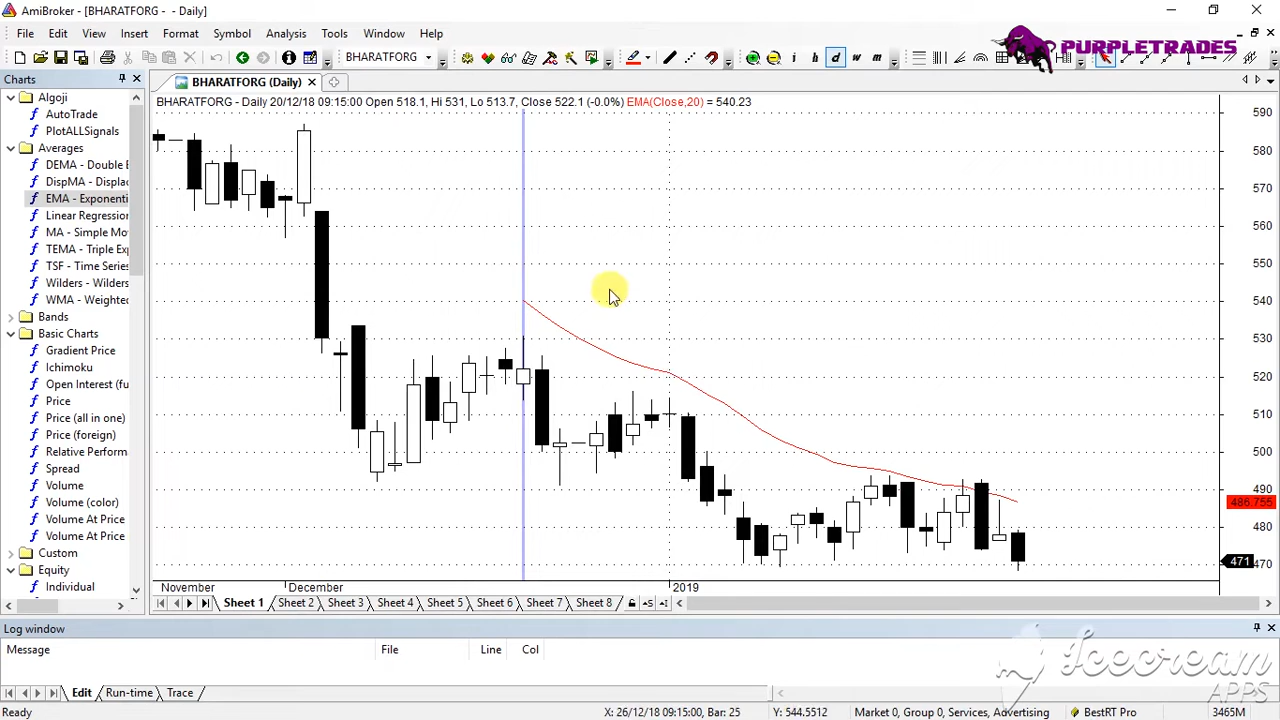 AmiBroker - [BHARATFORG - - Daily]
File Edit View Insert Format Symbol Analysis Tools Window Help
PURPLETRADES
BHARATFORG
i h d w m
Charts
BHARATFORG (Daily)
BHARATFORG - Daily 20/12/18 09:15:00 Open 518.1, Hi 531, Lo 513.7, Close 522.1 (-0.0%) EMA(Close,20) = 540.23
Algoji
AutoTrade
PlotALLSignals
Averages
DEMA - Double E
DispMA - Displac
EMA - Exponenti
Linear Regression
MA - Simple Mo
TEMA - Triple Exp
TSF - Time Series
Wilders - Wilders
WMA - Weighted
Bands
Basic Charts
Gradient Price
Ichimoku
Open Interest (fu
Price
Price (all in one)
Price (foreign)
Relative Perform
Spread
Volume
Volume (color)
Volume At Price
Volume At Price
Custom
Equity
Individual
590
580
570
560
550
540
530
520
510
500
490
486.755
480
471
470
November December 2019
Sheet 1 Sheet 2 Sheet 3 Sheet 4 Sheet 5 Sheet 6 Sheet 7 Sheet 8
Log window
Message File Line Col
Icecream
APPS
Edit Run-time Trace
Ready X: 26/12/18 09:15:00, Bar: 25 Y: 544.5512 Market 0, Group 0, Services, Advertising BestRT Pro 3465M